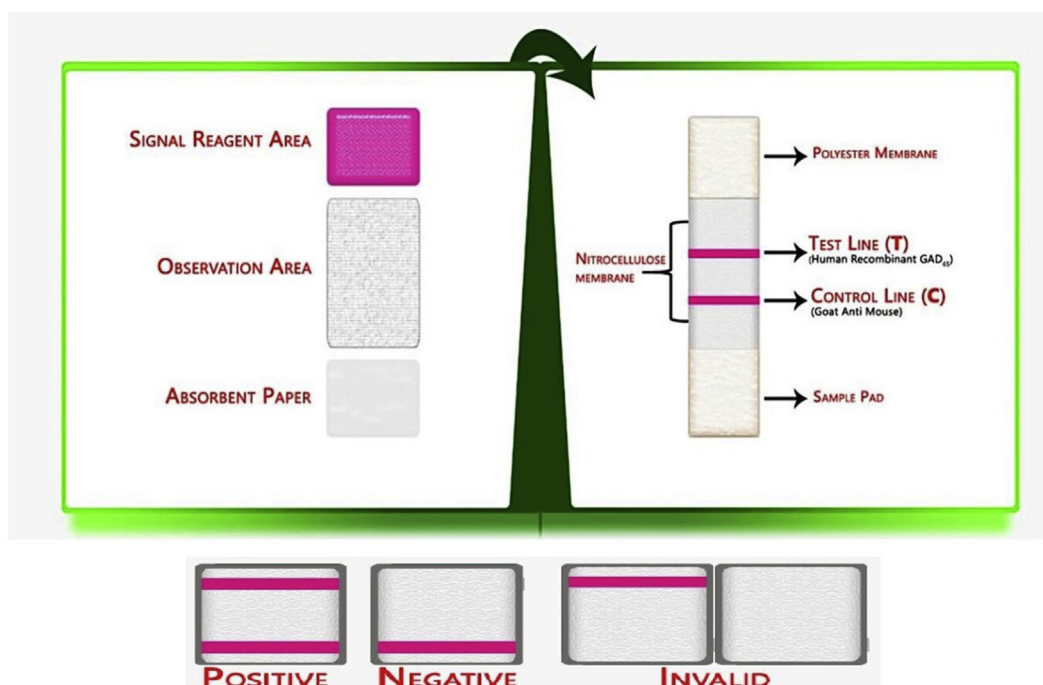 SIGNAL REAGENT AREA
OBSERVATION AREA
ABSORBENT PAPER
POLYESTER MEMBRANE
NITROCELLULOSE
MEMBRANE
TEST LINE (T)
(Human Recombinant GAD65)
CONTROL LINE (C)
(Goat Anti Mouse)
SAMPLE PAD
POSITIVE
NEGATIVE
INVALID